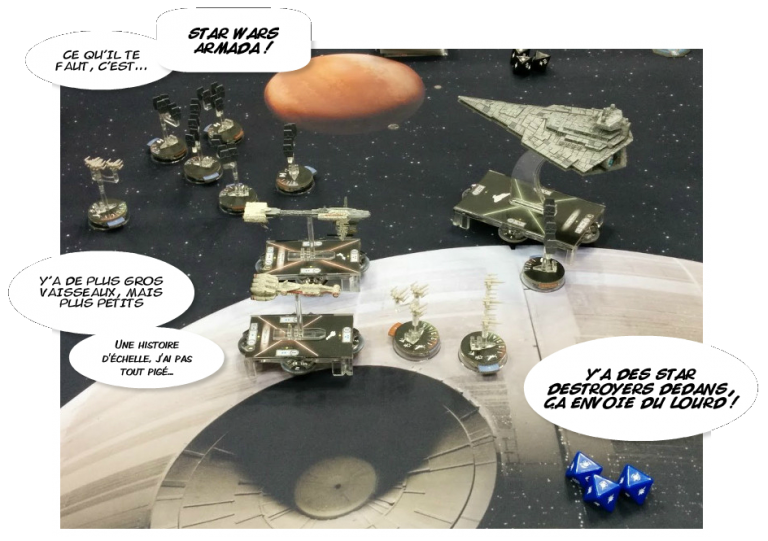 CE QU'IL TE
FAUT, C'EST...
STAR WARS
ARMADA !
Y'A DE PLUS GROS
VAISSEAUX, MAIS
PLUS PETITS
UNE HISTOIRE
D'ÉCHELLE, J'AI PAS
TOUT PIGÉ...
Y'A DES STAR
DESTROYERS DEDANS,
ÇA ENVOIE DU LOURD !